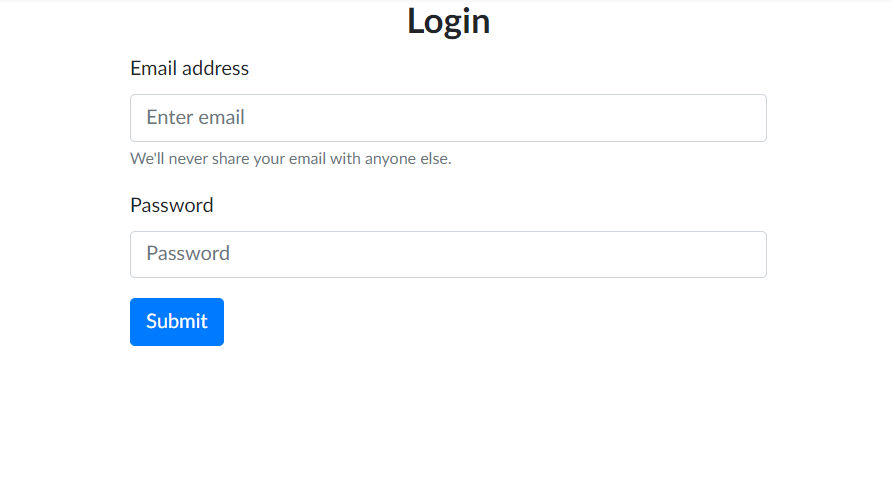 Login
Email address
Enter email
We'll never share your email with anyone else.
Password
Password
Submit